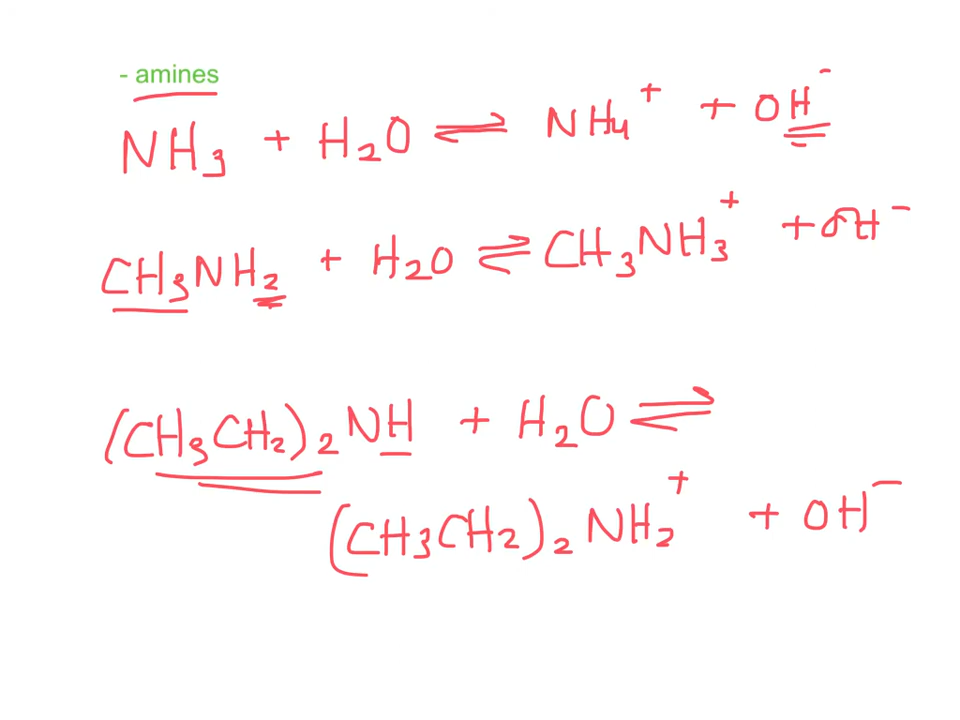 - amines
NH₃ + H₂O ⇌ NH₄⁺ + OH⁻
CH₃NH₂ + H₂O ⇌ CH₃NH₃⁺ + OH⁻
(CH₃CH₂)₂NH + H₂O ⇌
(CH₃CH₂)₂NH₂⁺ + OH⁻